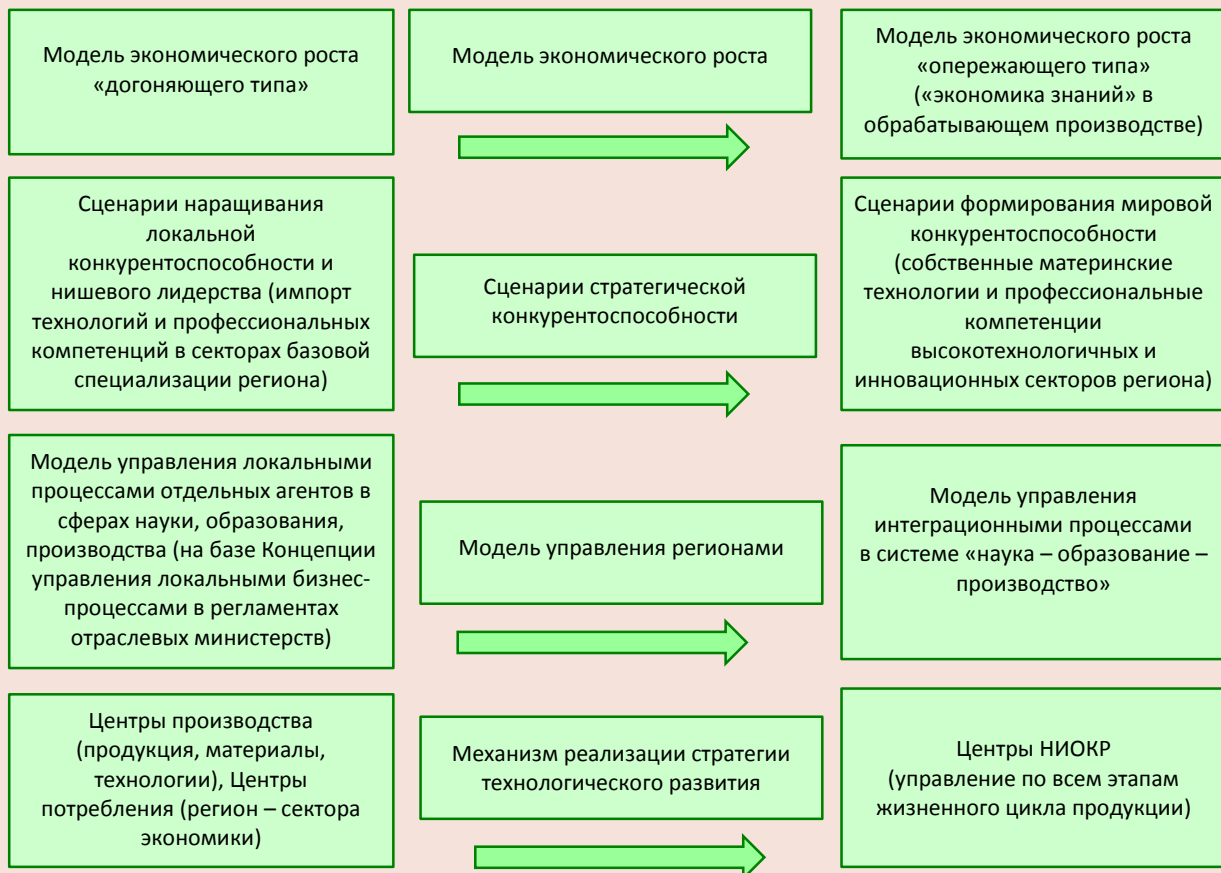 Модель экономического роста
«догоняющего типа»
Модель экономического роста
Модель экономического роста
«опережающего типа»
(«экономика знаний» в
обрабатывающем производстве)
Сценарии наращивания
локальной
конкурентоспособности и
нишевого лидерства (импорт
технологий и профессиональных
компетенций в секторах базовой
специализации региона)
Сценарии стратегической
конкурентоспособности
Сценарии формирования мировой
конкурентоспособности
(собственные материнские
технологии и профессиональные
компетенции
высокотехнологичных и
инновационных секторов региона)
Модель управления локальными
процессами отдельных агентов в
сферах науки, образования,
производства (на базе Концепции
управления локальными бизнес-
процессами в регламентах
отраслевых министерств)
Модель управления регионами
Модель управления
интеграционными процессами
в системе «наука – образование –
производство»
Центры производства
(продукция, материалы,
технологии), Центры
потребления (регион – сектора
экономики)
Механизм реализации стратегии
технологического развития
Центры НИОКР
(управление по всем этапам
жизненного цикла продукции)